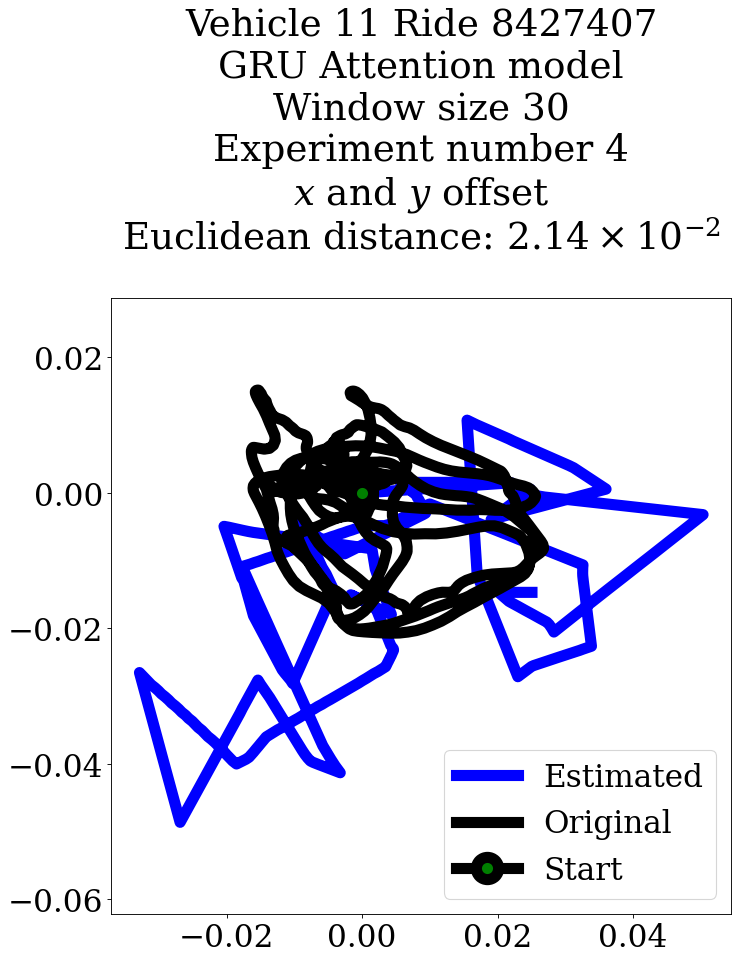 Vehicle 11 Ride 8427407
GRU Attention model
Window size 30
Experiment number 4
x and y offset
Euclidean distance: 2.14 × 10⁻²
0.02
0.00
−0.02
−0.04
−0.06
Estimated
Original
Start
−0.02 0.00 0.02 0.04